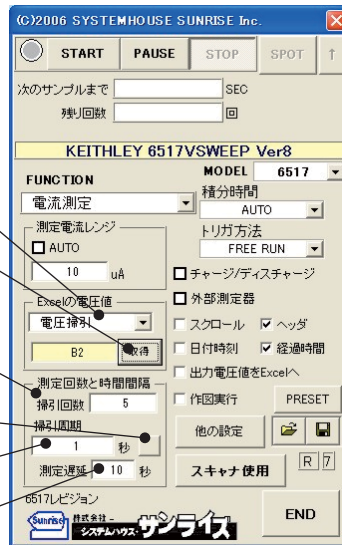 (C)2006 SYSTEMHOUSE SUNRISE Inc.
START PAUSE STOP SPOT ↑
次のサンプルまで SEC
残り回数 回
KEITHLEY 6517VSWEEP Ver8
MODEL 6517
FUNCTION
電流測定
積分時間
AUTO
測定電流レンジ
AUTO
10 uA
トリガ方法
FREE RUN
チャージ/ディスチャージ
Excelの電圧値
電圧掃引
B2 取得
外部測定器
スクロール ヘッダ
日付時刻 経過時間
出力電圧値をExcelへ
測定回数と時間間隔
掃引回数 5
掃引周期
1 秒
測定遅延 10 秒
作図実行 PRESET
他の設定
スキャナ使用 R 7
6517レビジョン
Sunrise 株式会社
システムハウス・サンライズ
END